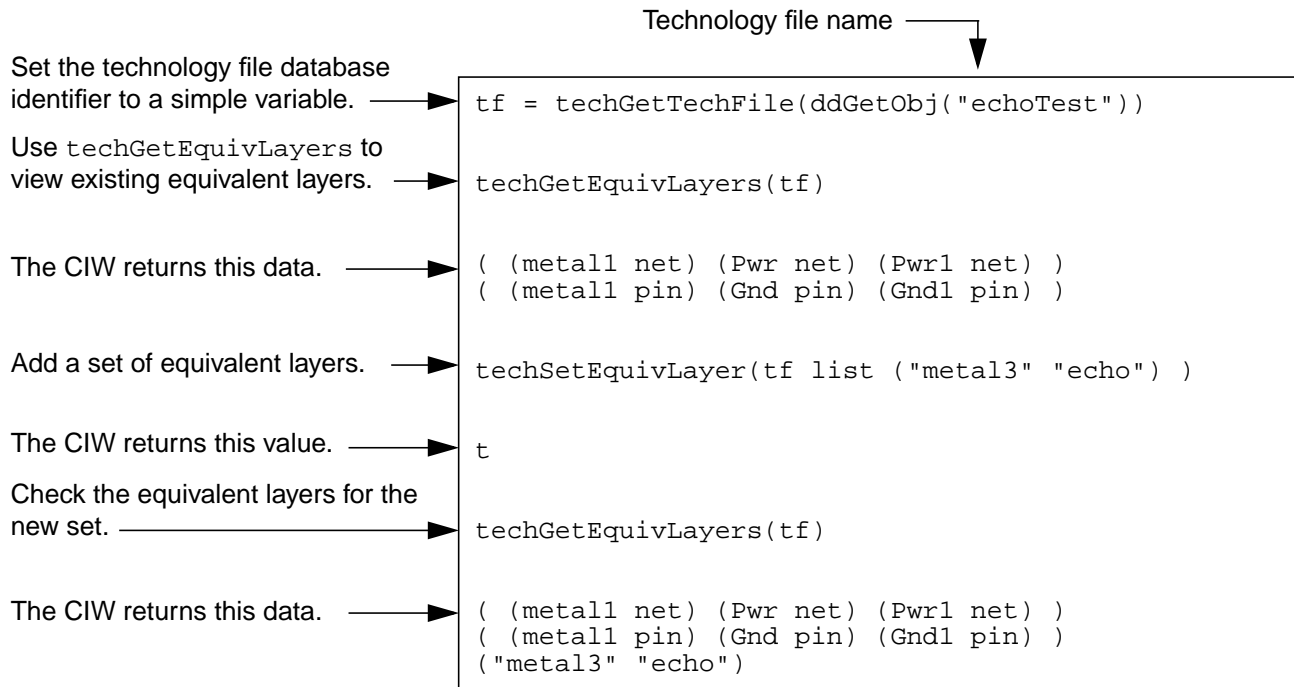 Technology file name
Set the technology file database
identifier to a simple variable.
tf = techGetTechFile(ddGetObj("echoTest"))
Use techGetEquivLayers to
view existing equivalent layers.
techGetEquivLayers(tf)
The CIW returns this data.
( (metal1 net) (Pwr net) (Pwr1 net) )
( (metal1 pin) (Gnd pin) (Gnd1 pin) )
Add a set of equivalent layers.
techSetEquivLayer(tf list ("metal3" "echo") )
The CIW returns this value.
t
Check the equivalent layers for the
new set.
techGetEquivLayers(tf)
The CIW returns this data.
( (metal1 net) (Pwr net) (Pwr1 net) )
( (metal1 pin) (Gnd pin) (Gnd1 pin) )
("metal3" "echo")